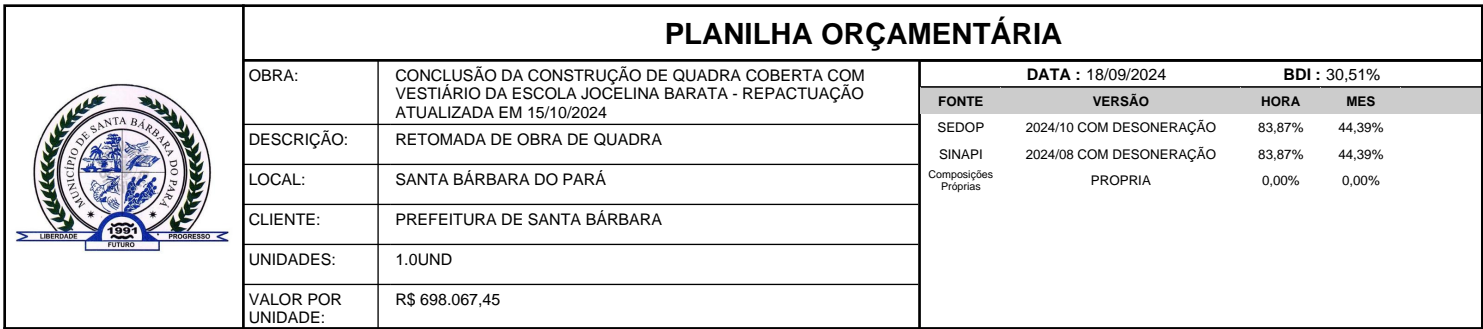 PLANILHA ORÇAMENTÁRIA
MUNICÍPIO DE SANTA BÁRBARA DO PARÁ
1991
LIBERDADE
FUTURO
PROGRESSO
OBRA:
CONCLUSÃO DA CONSTRUÇÃO DE QUADRA COBERTA COM
VESTIÁRIO DA ESCOLA JOCELINA BARATA - REPACTUAÇÃO
ATUALIZADA EM 15/10/2024
DESCRIÇÃO:
RETOMADA DE OBRA DE QUADRA
LOCAL:
SANTA BÁRBARA DO PARÁ
CLIENTE:
PREFEITURA DE SANTA BÁRBARA
UNIDADES:
1.0UND
VALOR POR
UNIDADE:
R$ 698.067,45
DATA : 18/09/2024 BDI : 30,51%
FONTE VERSÃO HORA MES
SEDOP 2024/10 COM DESONERAÇÃO 83,87% 44,39%
SINAPI 2024/08 COM DESONERAÇÃO 83,87% 44,39%
Composições
Próprias
PROPRIA 0,00% 0,00%